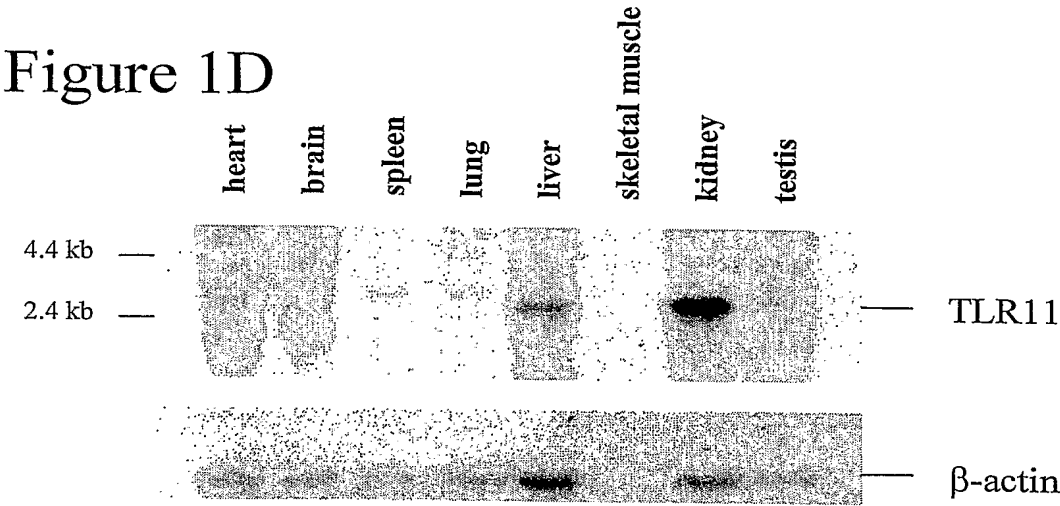 Figure 1D
heart
brain
spleen
lung
liver
skeletal muscle
kidney
testis
4.4 kb
2.4 kb
TLR11
β-actin